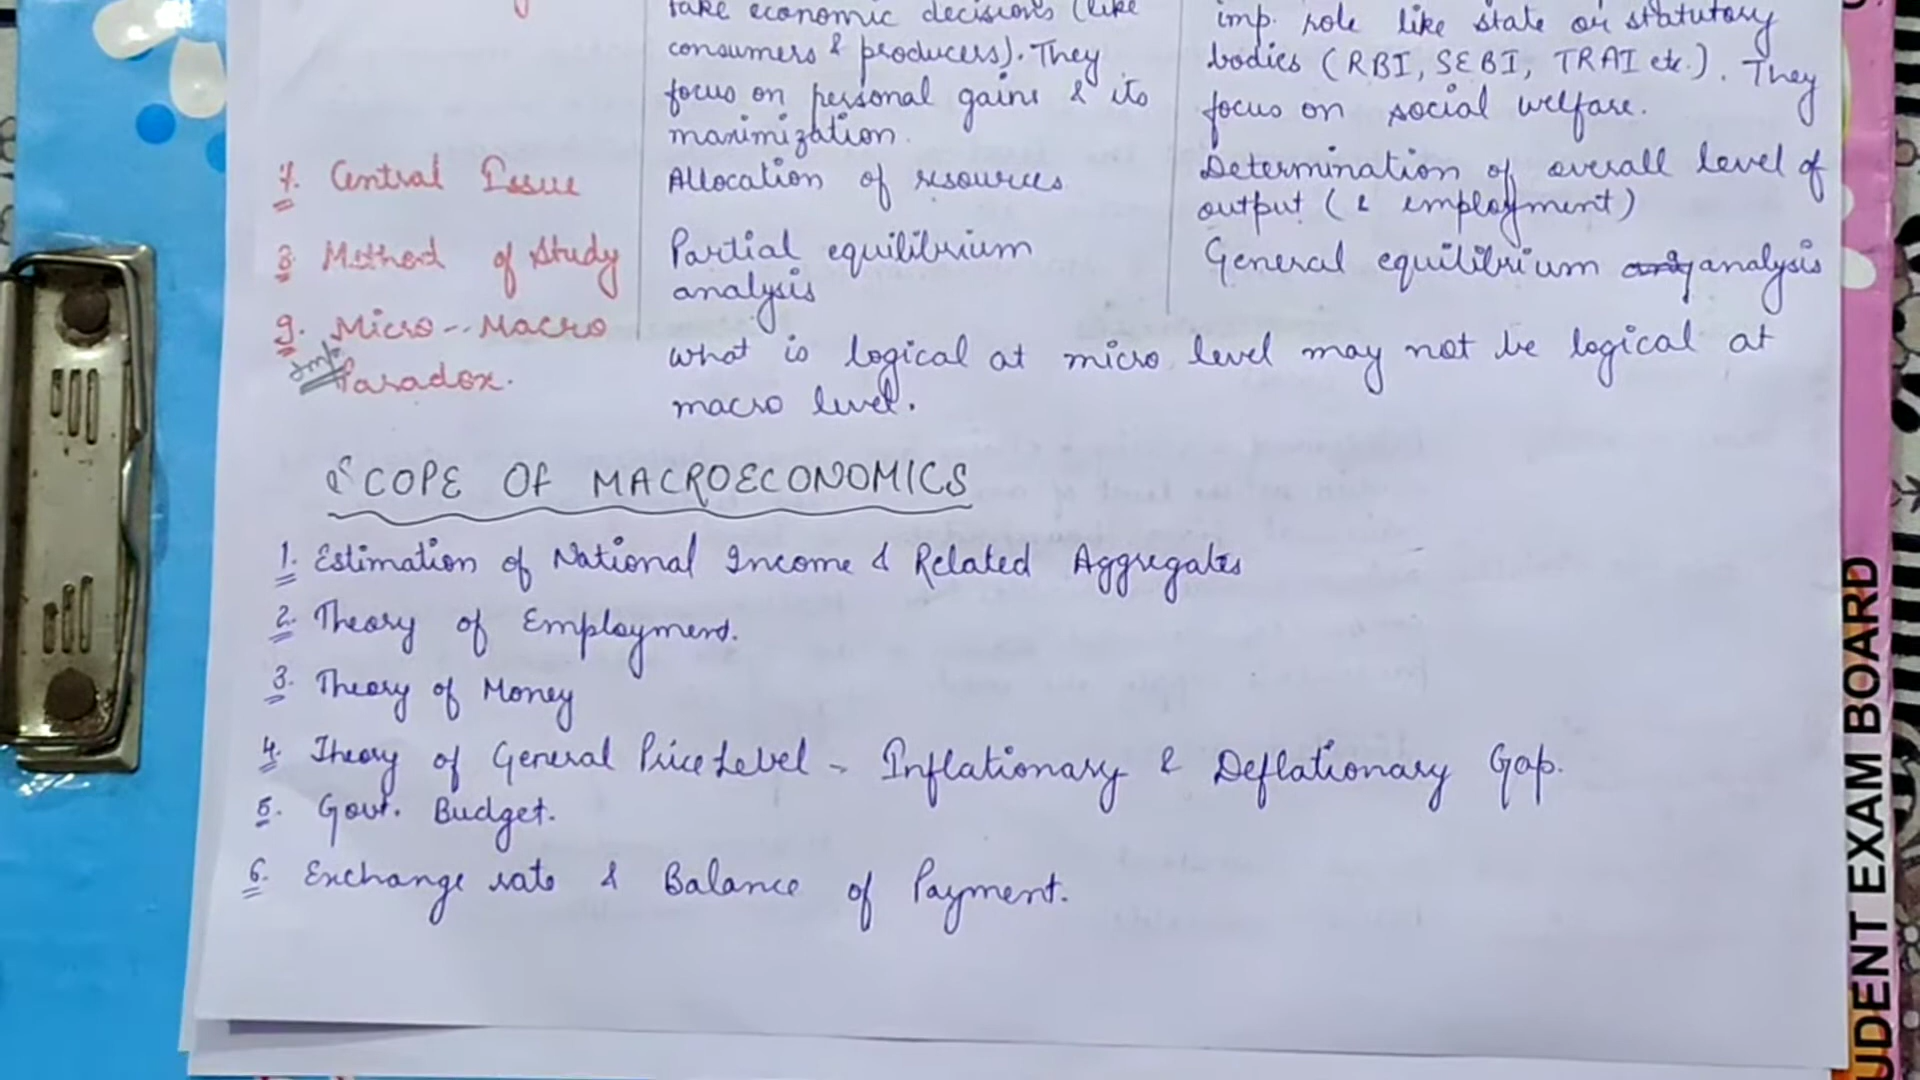 take economic decisions (like
consumers & producers). They
focus on personal gains & its
maximization.
imp. role like state or statutory
bodies (RBI, SEBI, TRAI etc.). They
focus on social welfare.
7. Central Issue
Allocation of resources
Determination of overall level of
output (& employment)
8. Method of Study
Partial equilibrium
analysis
General equilibrium analysis
9. Micro-Macro
Imp.
Paradox.
What is logical at micro level may not be logical at
macro level.
SCOPE OF MACROECONOMICS
1. Estimation of National Income & Related Aggregates
2. Theory of Employment.
3. Theory of Money
4. Theory of General Price Level - Inflationary & Deflationary Gap.
5. Govt. Budget.
6. Exchange rate & Balance of Payment.
UDENT EXAM BOARD